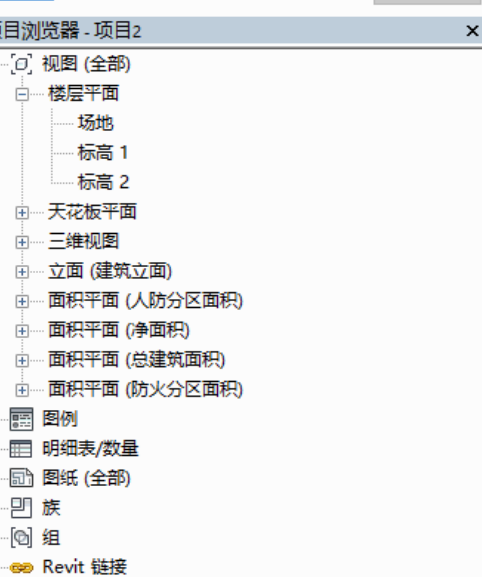 项目浏览器 - 项目2
视图 (全部)
楼层平面
场地
标高 1
标高 2
天花板平面
三维视图
立面 (建筑立面)
面积平面 (人防分区面积)
面积平面 (净面积)
面积平面 (总建筑面积)
面积平面 (防火分区面积)
图例
明细表/数量
图纸 (全部)
族
组
Revit 链接